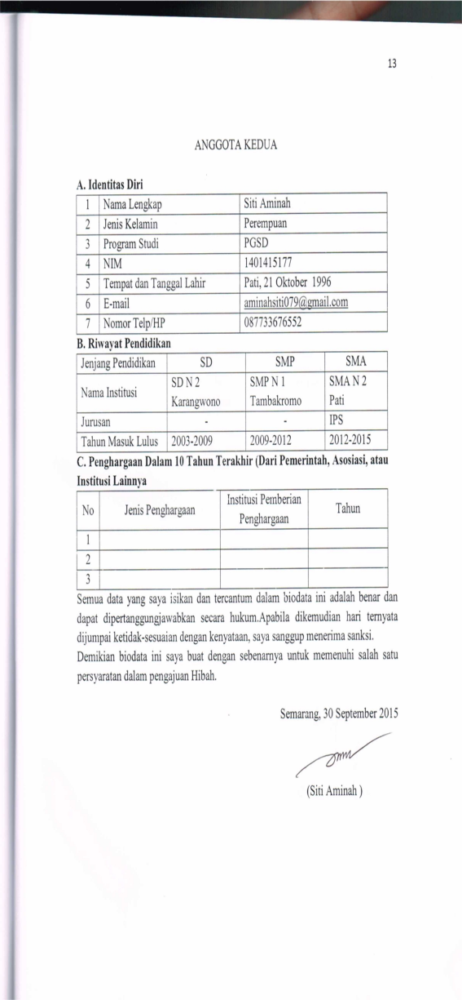 13
ANGGOTA KEDUA
A. Identitas Diri
1 Nama Lengkap Siti Aminah
2 Jenis Kelamin Perempuan
3 Program Studi PGSD
4 NIM 1401415177
5 Tempat dan Tanggal Lahir Pati, 21 Oktober 1996
6 E-mail aminahsiti079@gmail.com
7 Nomor Telp/HP 087733676552
B. Riwayat Pendidikan
Jenjang Pendidikan SD SMP SMA
Nama Institusi SD N 2 Karangwono SMP N 1 Tambakromo SMA N 2 Pati
Jurusan - - IPS
Tahun Masuk Lulus 2003-2009 2009-2012 2012-2015
C. Penghargaan Dalam 10 Tahun Terakhir (Dari Pemerintah, Asosiasi, atau
Institusi Lainnya
No Jenis Penghargaan Institusi Pemberian Penghargaan Tahun
1
2
3
Semua data yang saya isikan dan tercantum dalam biodata ini adalah benar dan
dapat dipertanggungjawabkan secara hukum.Apabila dikemudian hari ternyata
dijumpai ketidak-sesuaian dengan kenyataan, saya sanggup menerima sanksi.
Demikian biodata ini saya buat dengan sebenarnya untuk memenuhi salah satu
persyaratan dalam pengajuan Hibah.
Semarang, 30 September 2015
(Siti Aminah )